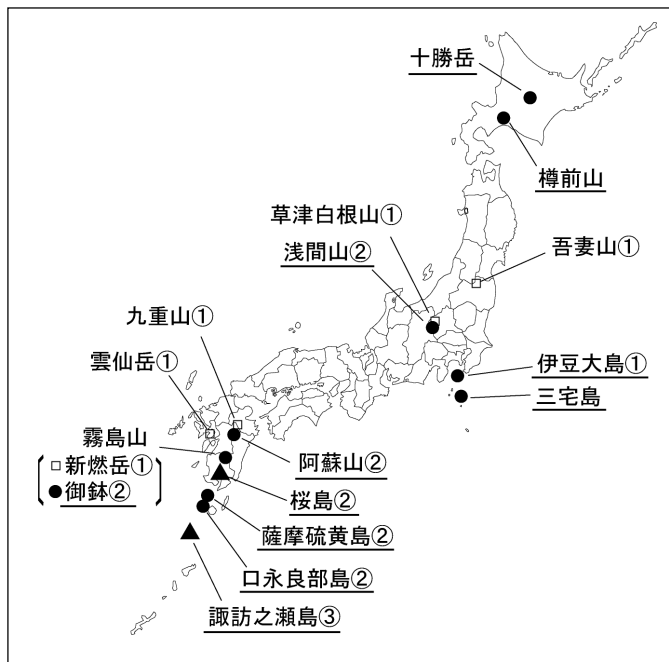 十勝岳
樽前山
草津白根山①
浅間山②
吾妻山①
九重山①
雲仙岳①
伊豆大島①
三宅島
霧島山
新燃岳①
御鉢②
阿蘇山②
桜島②
薩摩硫黄島②
口永良部島②
諏訪之瀬島③